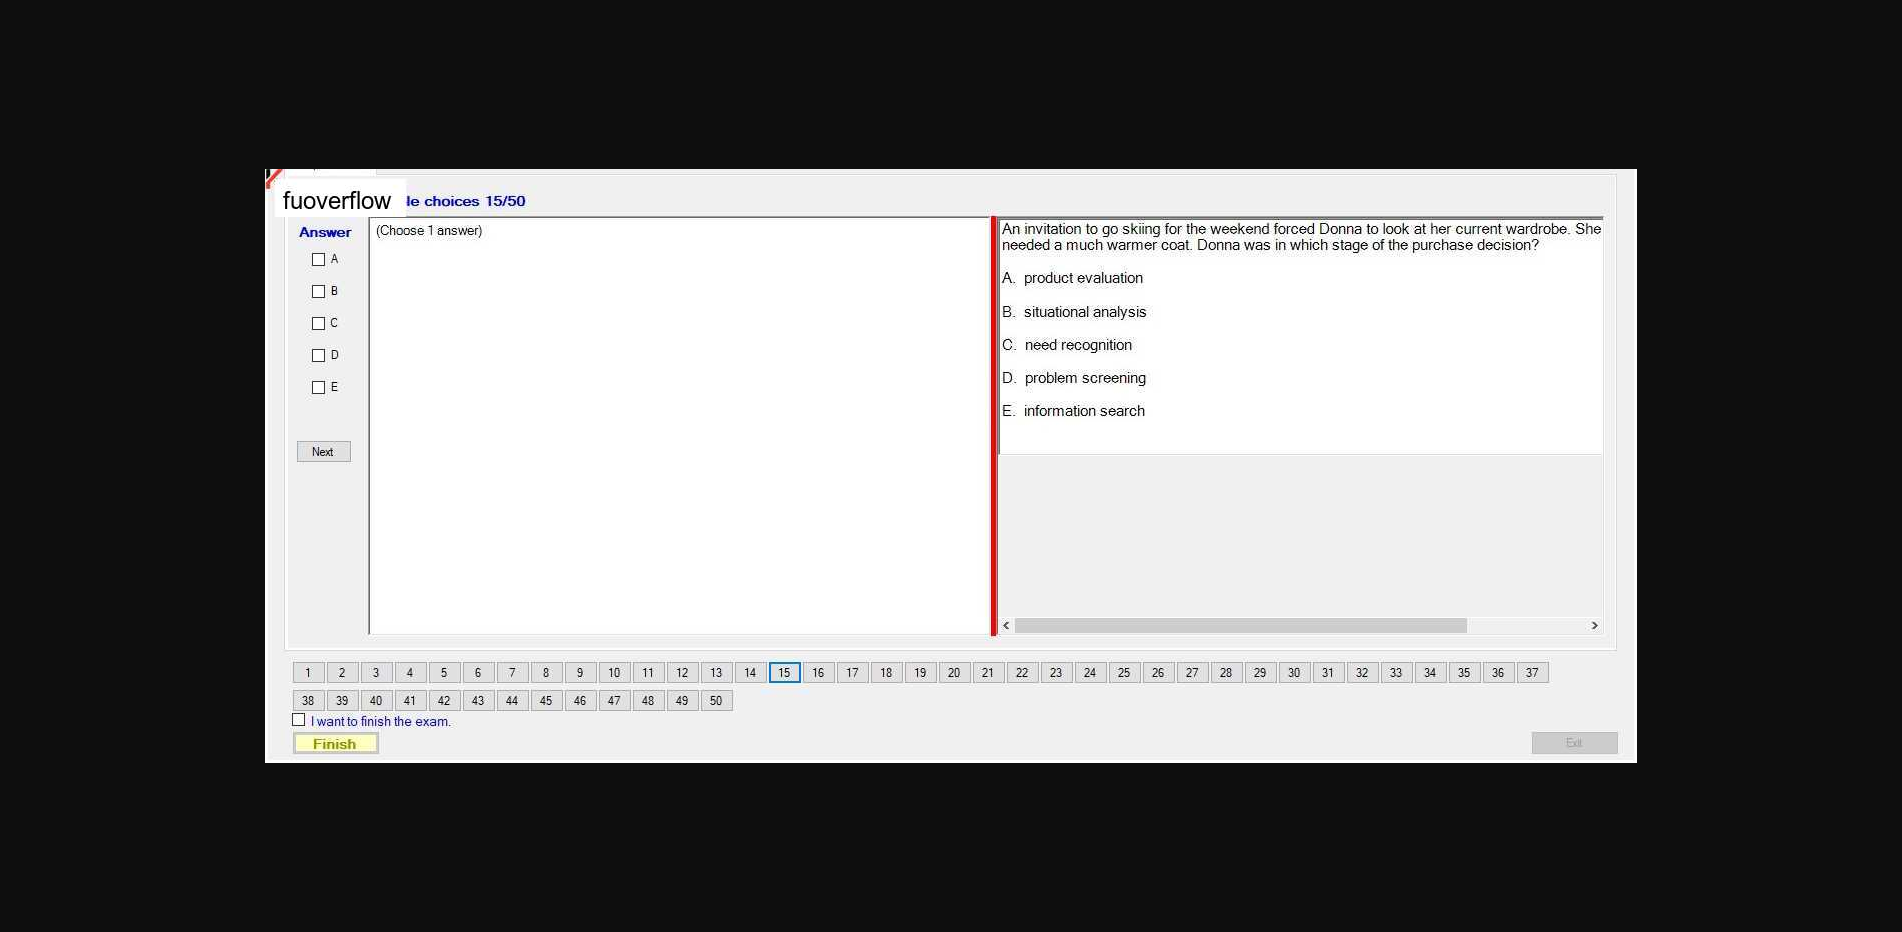 fuoverflow
le choices 15/50
Answer
(Choose 1 answer)
A
B
C
D
E
Next
An invitation to go skiing for the weekend forced Donna to look at her current wardrobe. She
needed a much warmer coat. Donna was in which stage of the purchase decision?
A. product evaluation
B. situational analysis
C. need recognition
D. problem screening
E. information search
1 2 3 4 5 6 7 8 9 10 11 12 13 14 15 16 17 18 19 20 21 22 23 24 25 26 27 28 29 30 31 32 33 34 35 36 37
38 39 40 41 42 43 44 45 46 47 48 49 50
I want to finish the exam.
Finish
Exit